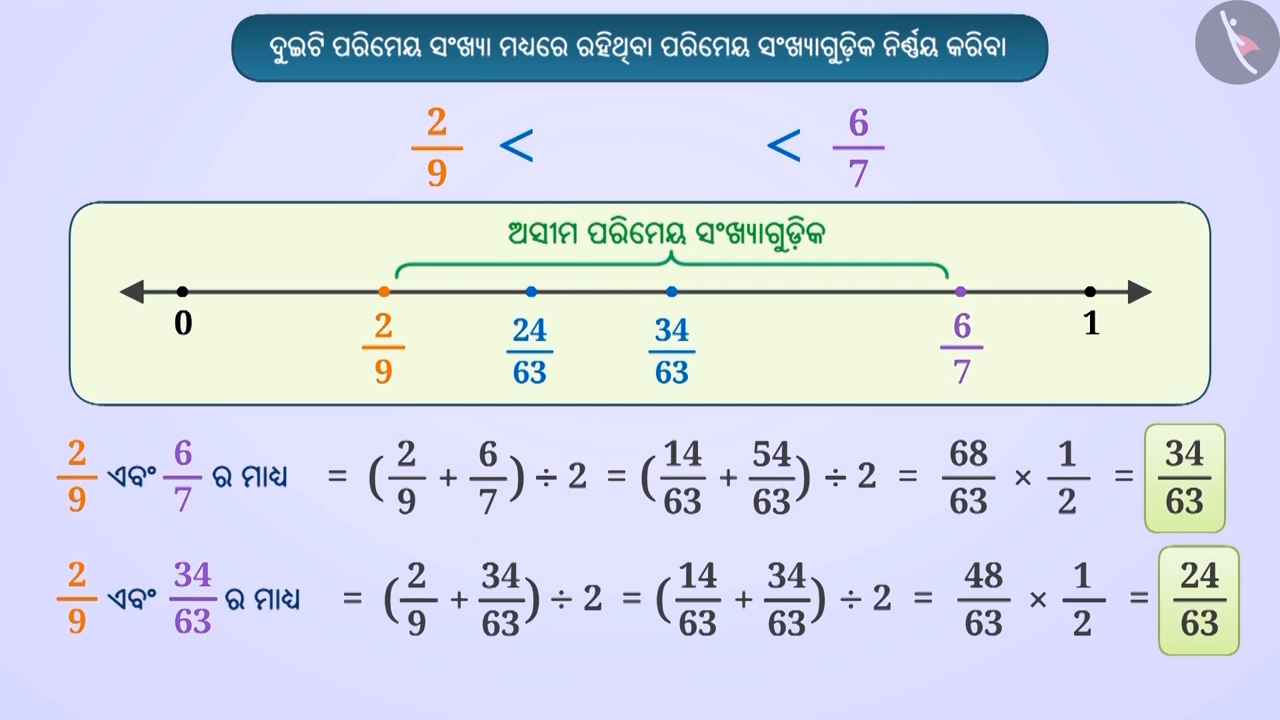 ଦୁଇଟି ପରିମେୟ ସଂଖ୍ୟା ମଧ୍ୟରେ ରହିଥିବା ପରିମେୟ ସଂଖ୍ୟାଗୁଡ଼ିକ ନିର୍ଣ୍ଣୟ କରିବା
2/9 < < 6/7
ଅସୀମ ପରିମେୟ ସଂଖ୍ୟାଗୁଡ଼ିକ
0 2/9 24/63 34/63 6/7 1
2/9 ଏବଂ 6/7 ର ମାଧ୍ୟ = (2/9 + 6/7) ÷ 2 = (14/63 + 54/63) ÷ 2 = 68/63 × 1/2 = 34/63
2/9 ଏବଂ 34/63 ର ମାଧ୍ୟ = (2/9 + 34/63) ÷ 2 = (14/63 + 34/63) ÷ 2 = 48/63 × 1/2 = 24/63